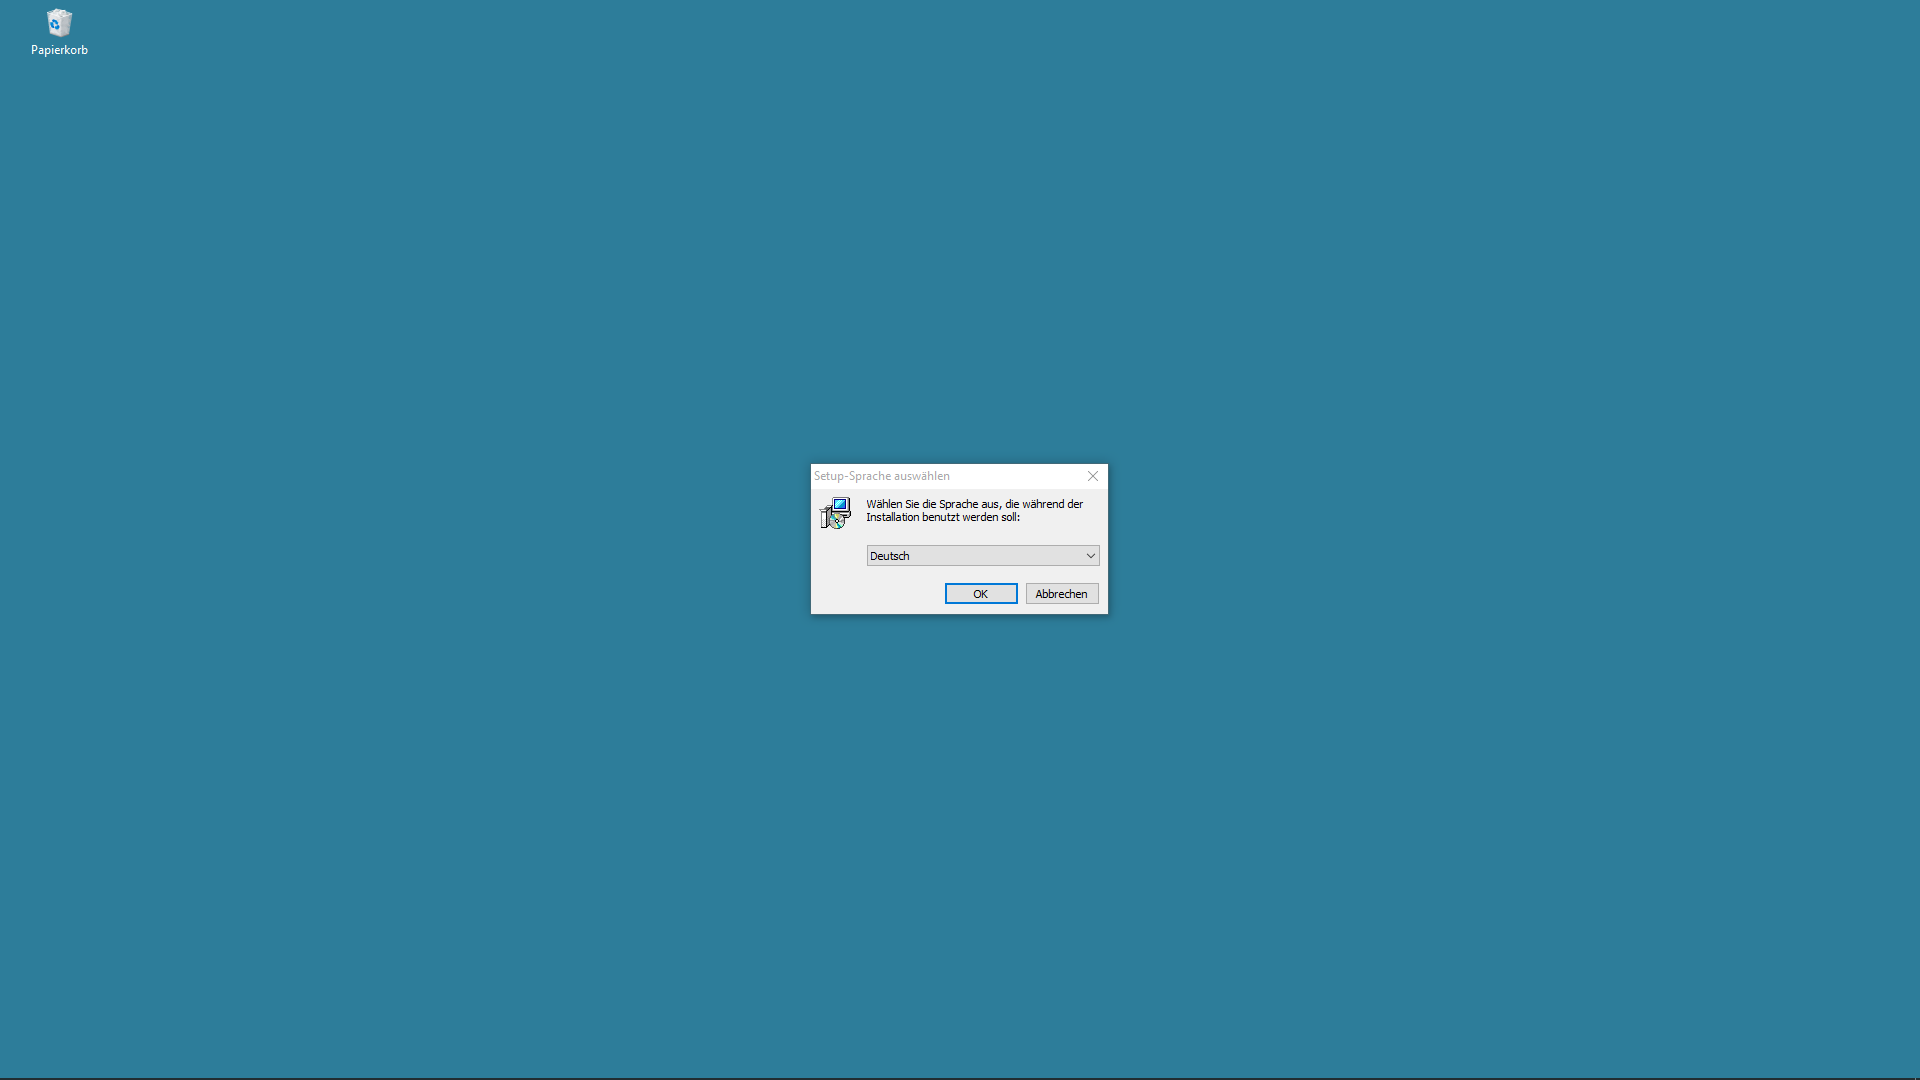 Papierkorb
Setup-Sprache auswählen
Wählen Sie die Sprache aus, die während der
Installation benutzt werden soll:
Deutsch
OK
Abbrechen